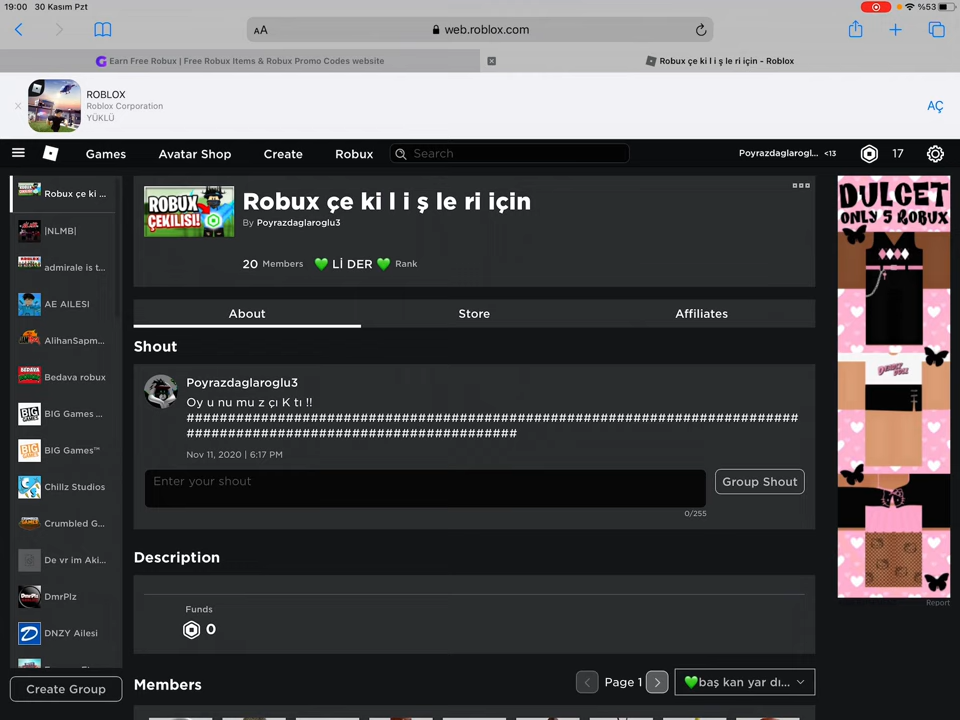 19:00 30 Kasım Pzt
%53
AA web.roblox.com
Earn Free Robux | Free Robux Items & Robux Promo Codes website
Robux çe ki l i ş le ri için - Roblox
ROBLOX
Roblox Corporation
YÜKLÜ
AÇ
Games Avatar Shop Create Robux Search Poyrazdaglarogl... <13 17
Robux çe ki ...
|NLMB|
admirale is t...
AE AILESI
AlihanSapm...
Bedava robux
BIG Games ...
BIG Games™
Chillz Studios
Crumbled G...
De vr im Aki...
DmrPlz
DNZY Ailesi
Create Group
ROBUX
ÇEKILISI!
Robux çe ki l i ş le ri için
By Poyrazdaglaroglu3
20 Members 💚 Lİ DER 💚 Rank
About Store Affiliates
Shout
Poyrazdaglaroglu3
Oy u nu mu z çı K tı !!
##########################################################################
########################################
Nov 11, 2020 | 6:17 PM
Enter your shout
Group Shout
0/255
Description
Funds
0
Members
Page 1
💚baş kan yar dı...
DULCET
ONLY 5 ROBUX
Report